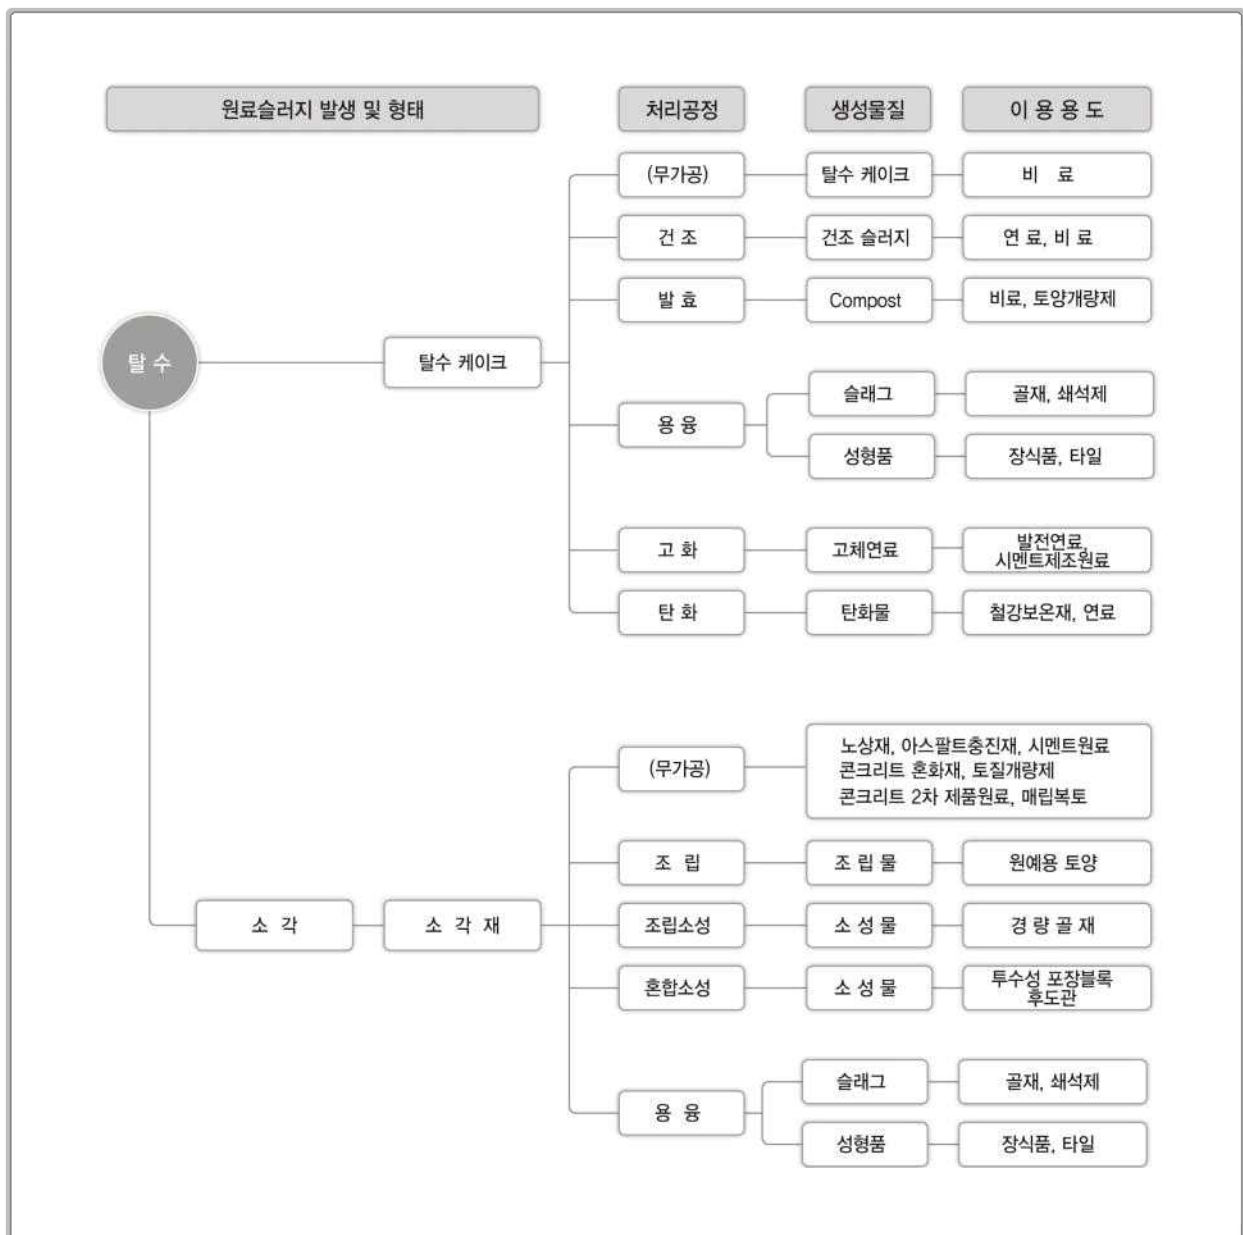 원료슬러지 발생 및 형태
처리공정
생성물질
이 용 용 도
(무가공)
탈수 케이크
비 료
건 조
건조 슬러지
연 료, 비 료
발 효
Compost
비료, 토양개량제
탈 수
탈수 케이크
용 융
슬래그
골재, 쇄석제
성형품
장식품, 타일
고 화
고체연료
발전연료,
시멘트제조원료
탄 화
탄화물
철강보온재, 연료
(무가공)
노상재, 아스팔트충진재, 시멘트원료
콘크리트 혼화재, 토질개량제
콘크리트 2차 제품원료, 매립복토
조 립
조 립 물
원예용 토양
소 각
소 각 재
조립소성
소 성 물
경 량 골 재
혼합소성
소 성 물
투수성 포장블록
후도관
용 융
슬래그
골재, 쇄석제
성형품
장식품, 타일